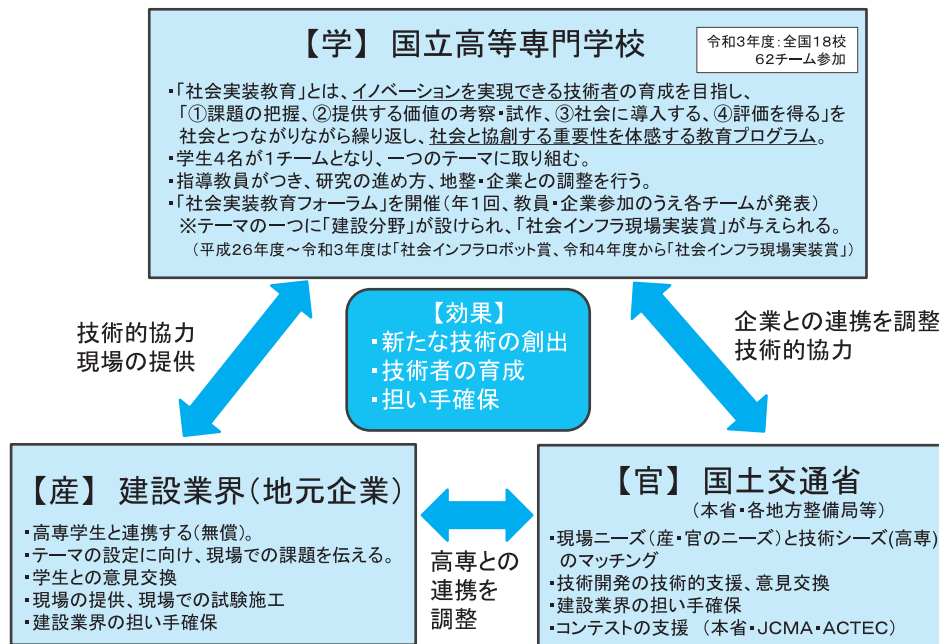 【学】 国立高等専門学校
令和3年度:全国18校
62チーム参加
・「社会実装教育」とは、イノベーションを実現できる技術者の育成を目指し、
「①課題の把握、②提供する価値の考察・試作、③社会に導入する、④評価を得る」を
社会とつながりながら繰り返し、社会と協創する重要性を体感する教育プログラム。
・学生4名が1チームとなり、一つのテーマに取り組む。
・指導教員がつき、研究の進め方、地整・企業との調整を行う。
・「社会実装教育フォーラム」を開催(年1回、教員・企業参加のうえ各チームが発表)
※テーマの一つに「建設分野」が設けられ、「社会インフラ現場実装賞」が与えられる。
(平成26年度～令和3年度は「社会インフラロボット賞、令和4年度から「社会インフラ現場実装賞」)
技術的協力
現場の提供
【効果】
・新たな技術の創出
・技術者の育成
・担い手確保
企業との連携を調整
技術的協力
【産】 建設業界(地元企業)
・高専学生と連携する(無償)。
・テーマの設定に向け、現場での課題を伝える。
・学生との意見交換
・現場の提供、現場での試験施工
・建設業界の担い手確保
高専との
連携を
調整
【官】 国土交通省
(本省・各地方整備局等)
・現場ニーズ(産・官のニーズ)と技術シーズ(高専)
のマッチング
・技術開発の技術的支援、意見交換
・建設業界の担い手確保
・コンテストの支援 (本省・JCMA・ACTEC)